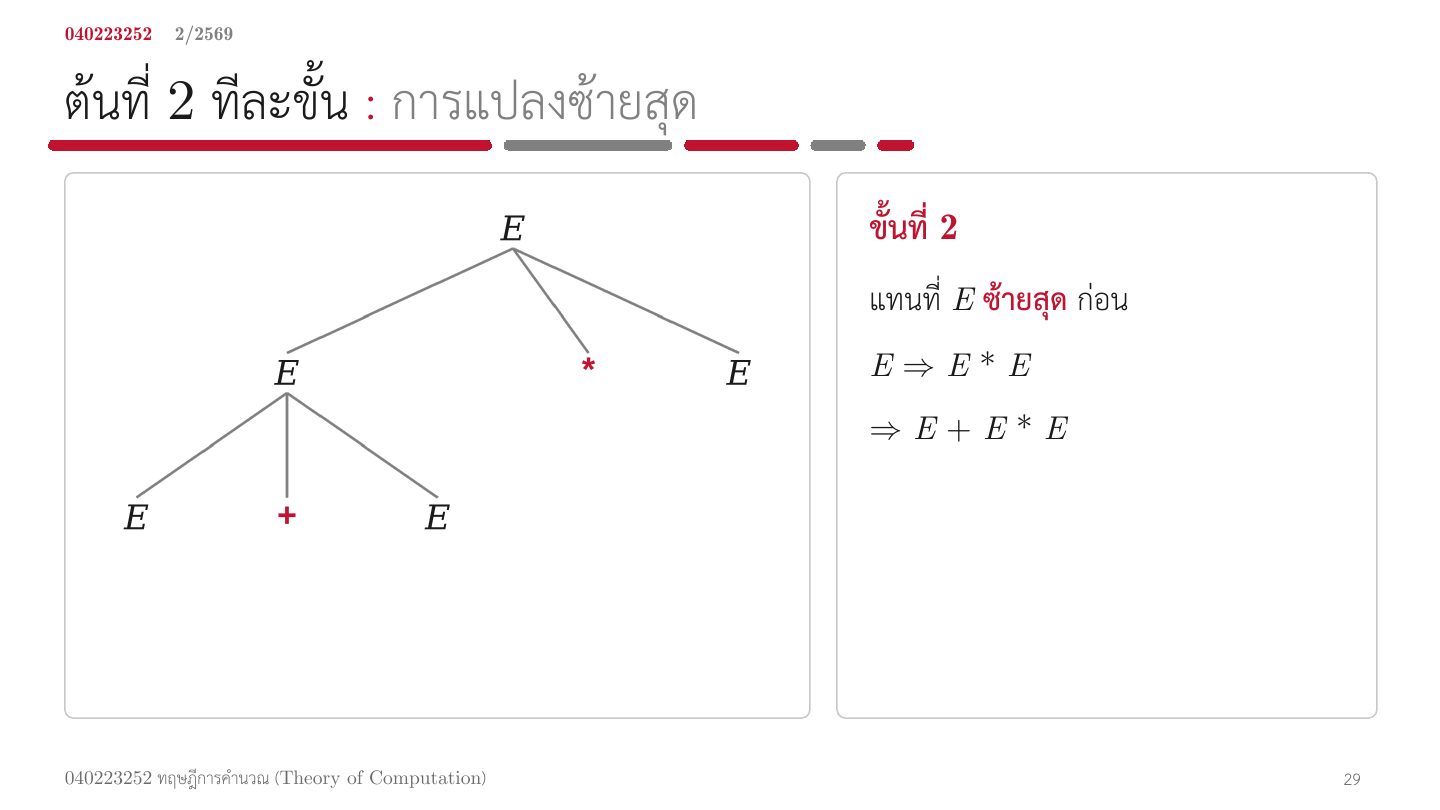 040223252 2/2569
ต้นที่ 2 ทีละขั้น : การแปลงซ้ายสุด
E
E * E
E + E
ขั้นที่ 2
แทนที่ E ซ้ายสุด ก่อน
E ⇒ E * E
⇒ E + E * E
040223252 ทฤษฎีการคำนวณ (Theory of Computation)
29